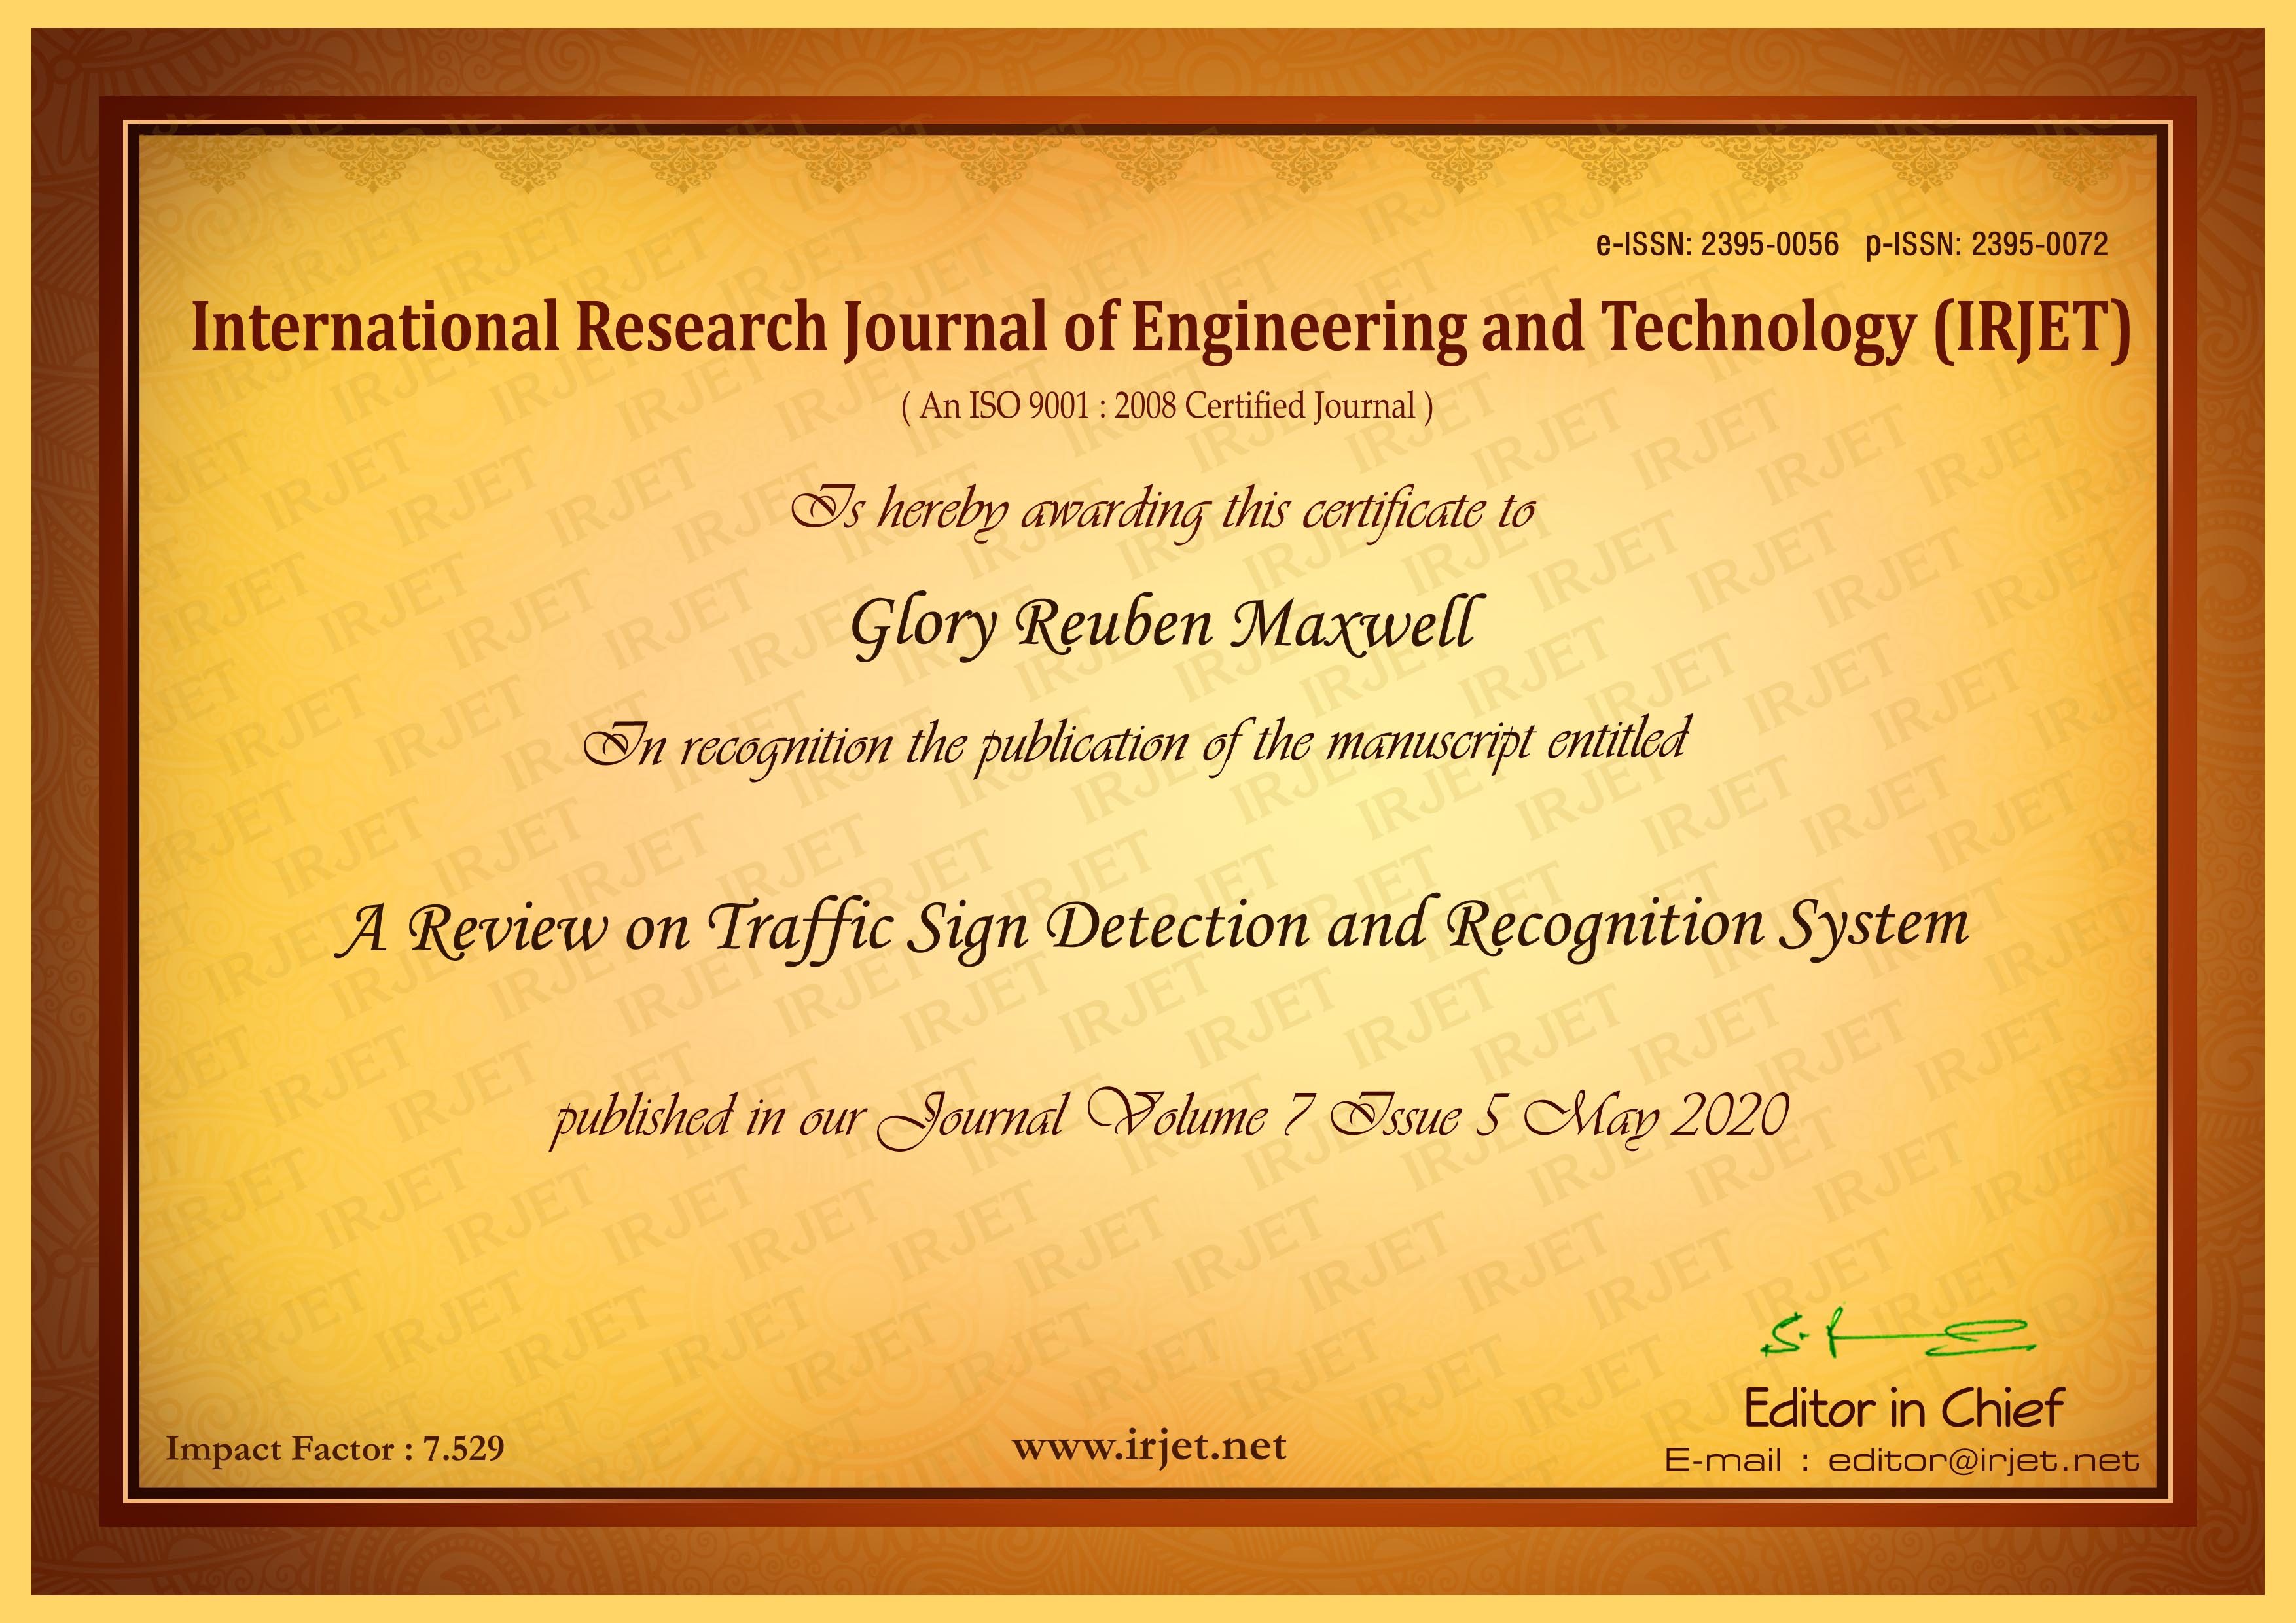 e-ISSN: 2395-0056 p-ISSN: 2395-0072
International Research Journal of Engineering and Technology (IRJET)
( An ISO 9001 : 2008 Certified Journal )
Is hereby awarding this certificate to
Glory Reuben Maxwell
In recognition the publication of the manuscript entitled
A Review on Traffic Sign Detection and Recognition System
published in our Journal Volume 7 Issue 5 May 2020
Editor in Chief
Impact Factor : 7.529
www.irjet.net
E-mail : editor@irjet.net